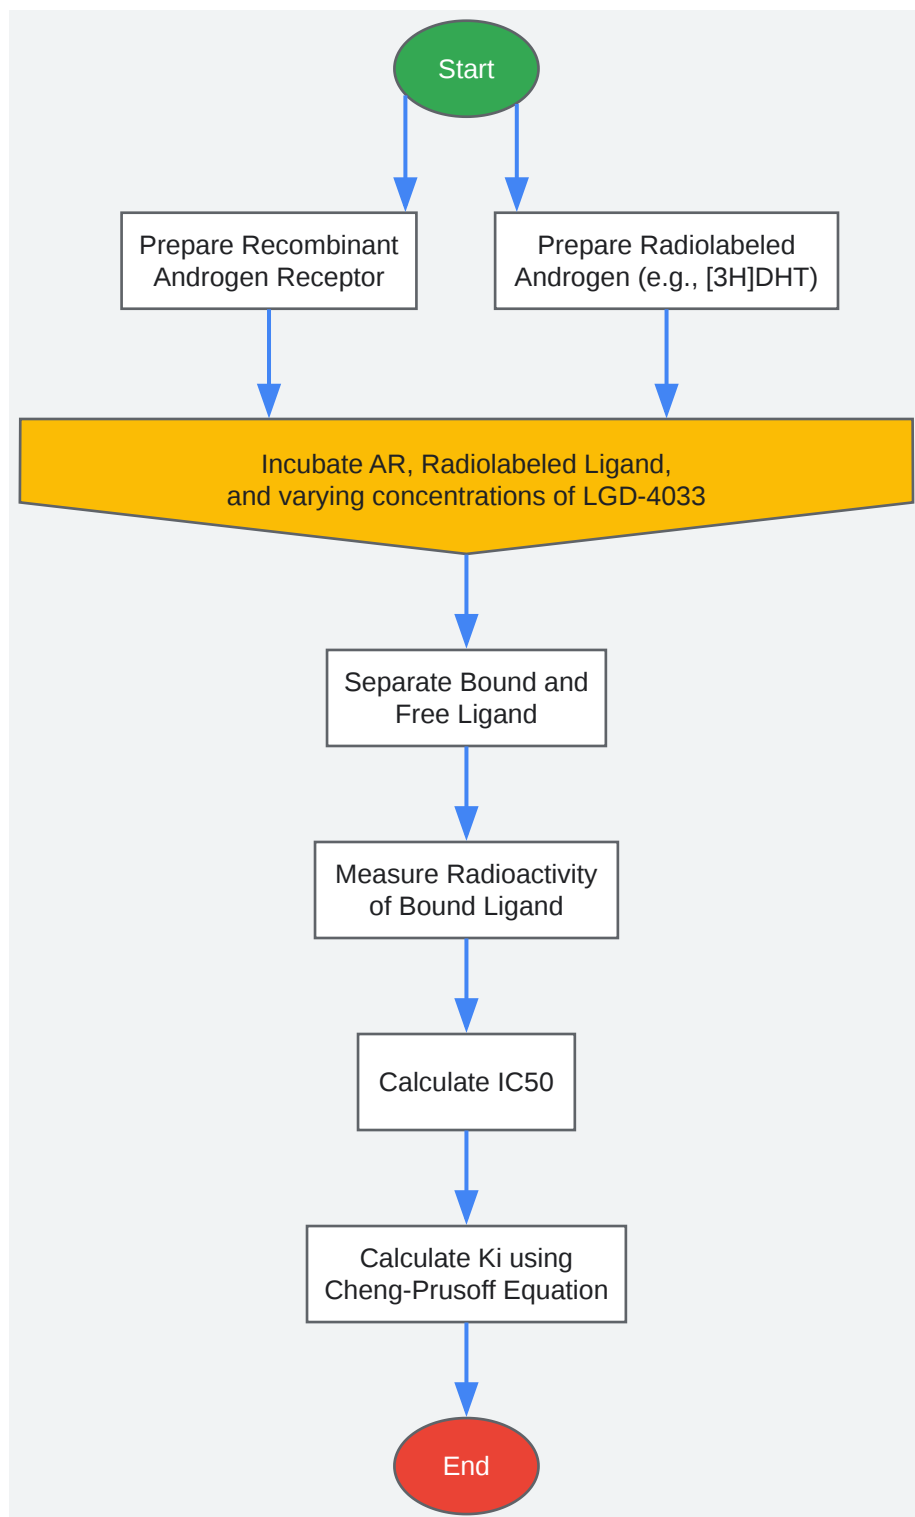 Start
Prepare Recombinant
Androgen Receptor
Prepare Radiolabeled
Androgen (e.g., [3H]DHT)
Incubate AR, Radiolabeled Ligand,
and varying concentrations of LGD-4033
Separate Bound and
Free Ligand
Measure Radioactivity
of Bound Ligand
Calculate IC50
Calculate Ki using
Cheng-Prusoff Equation
End